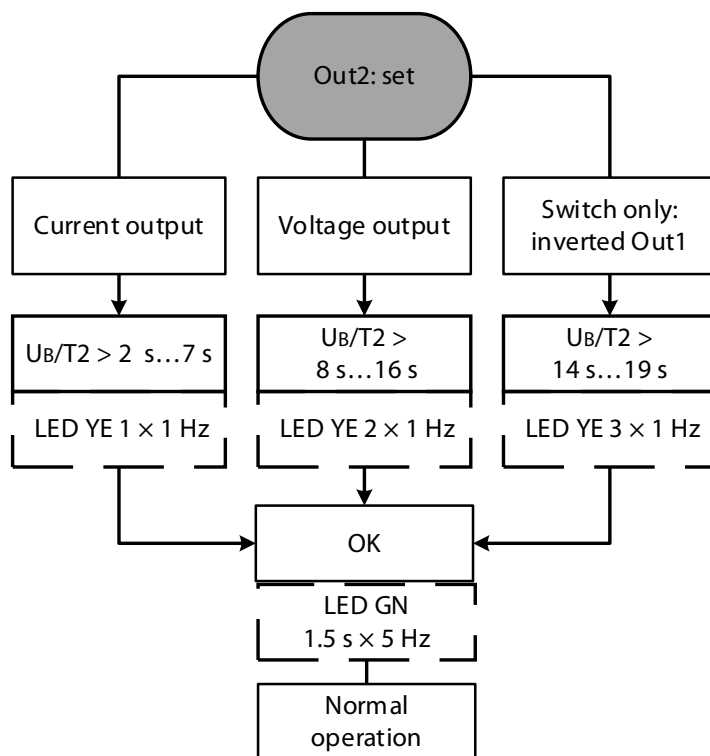 Out2: set
Current output
Voltage output
Switch only:
inverted Out1
UB/T2 > 2 s…7 s
UB/T2 >
8 s…16 s
UB/T2 >
14 s…19 s
LED YE 1 × 1 Hz
LED YE 2 × 1 Hz
LED YE 3 × 1 Hz
OK
LED GN
1.5 s × 5 Hz
Normal
operation